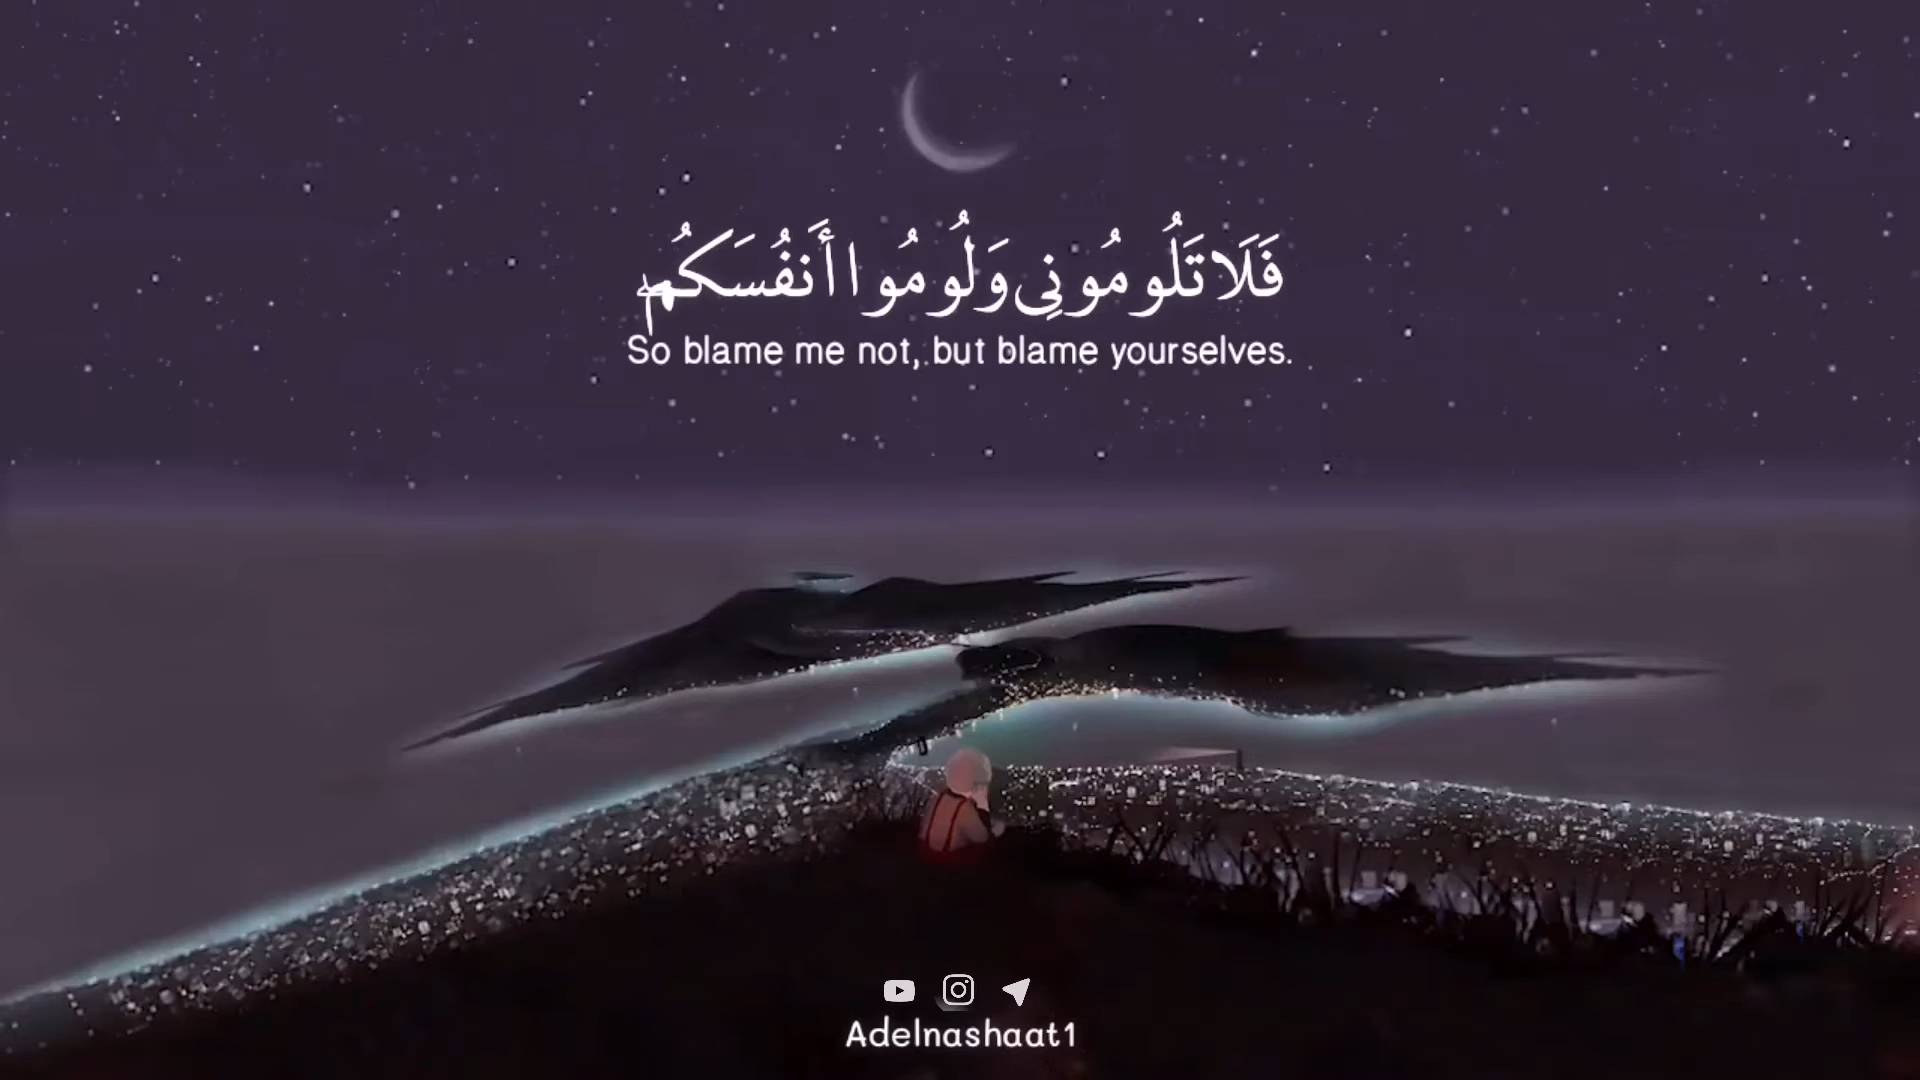 فَلَا تَلُومُونِي وَلُومُوا أَنفُسَكُم
So blame me not, but blame yourselves.
Adelnashaat1